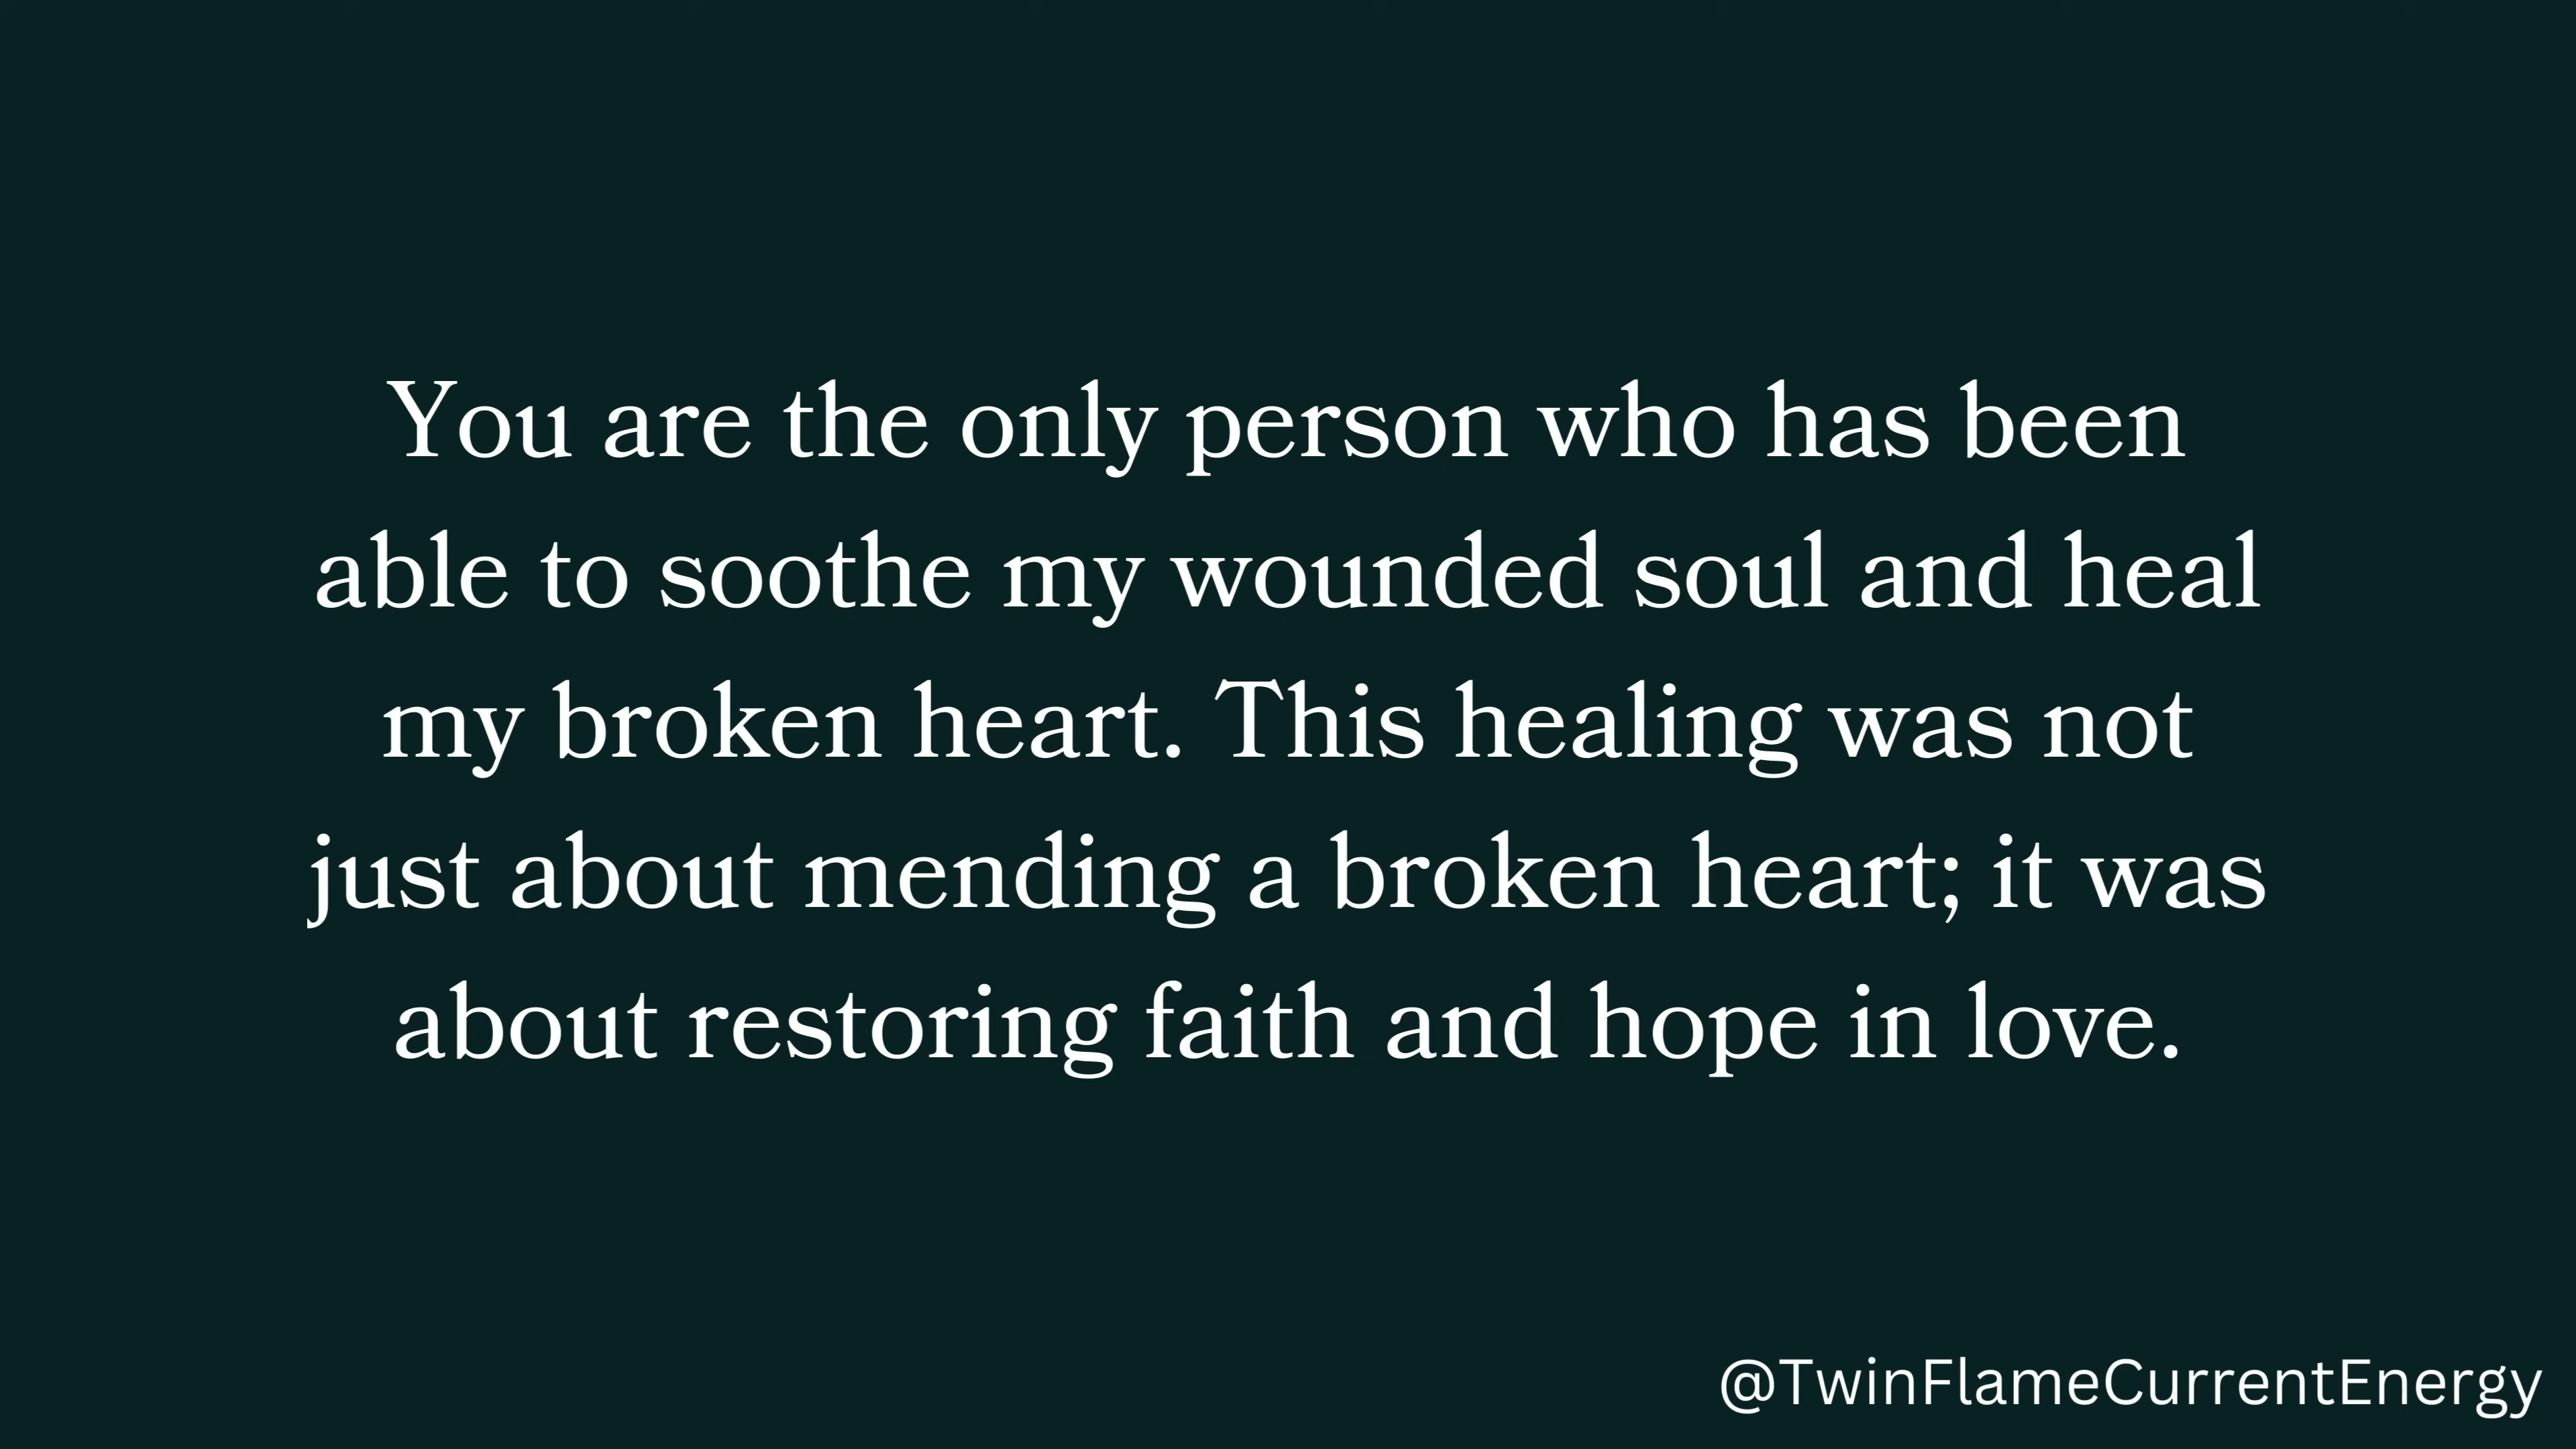 You are the only person who has been
able to soothe my wounded soul and heal
my broken heart. This healing was not
just about mending a broken heart; it was
about restoring faith and hope in love.
@TwinFlameCurrentEnergy